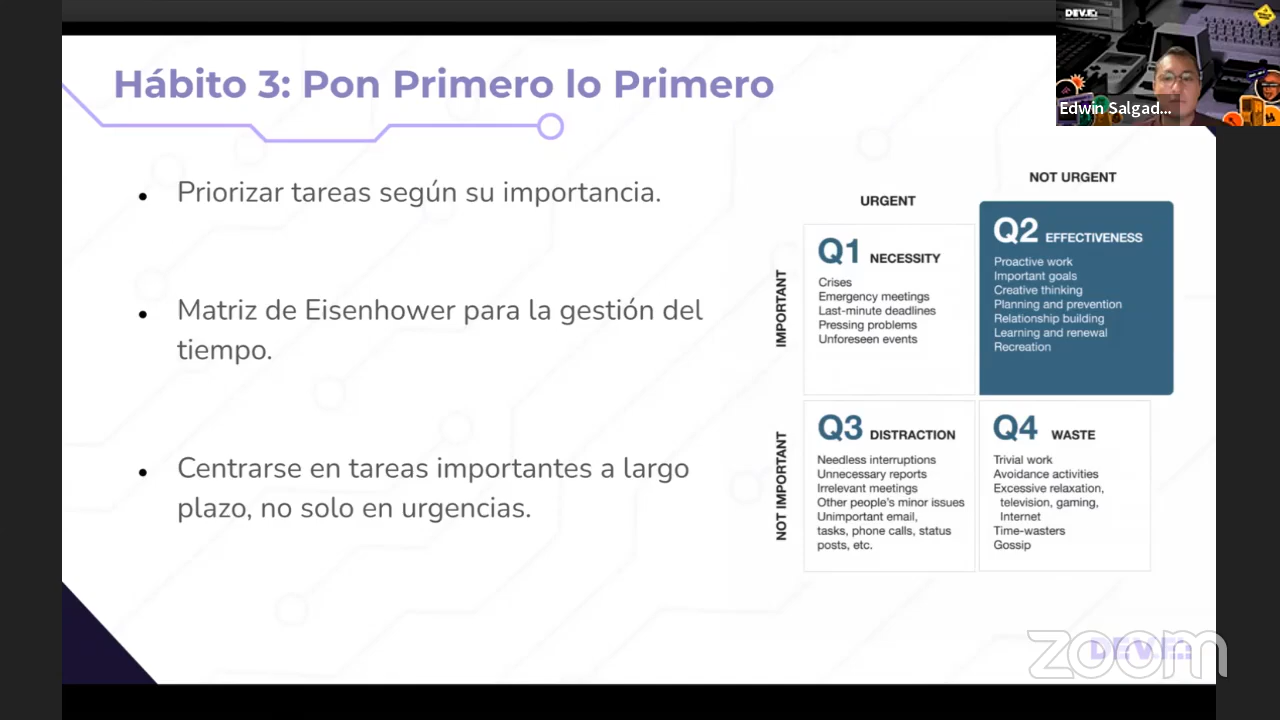 Hábito 3: Pon Primero lo Primero
DEV.F.:
Edwin Salgad...
Priorizar tareas según su importancia.
Matriz de Eisenhower para la gestión del
tiempo.
Centrarse en tareas importantes a largo
plazo, no solo en urgencias.
URGENT
NOT URGENT
IMPORTANT
Q1 NECESSITY
Crises
Emergency meetings
Last-minute deadlines
Pressing problems
Unforeseen events
Q2 EFFECTIVENESS
Proactive work
Important goals
Creative thinking
Planning and prevention
Relationship building
Learning and renewal
Recreation
NOT IMPORTANT
Q3 DISTRACTION
Needless interruptions
Unnecessary reports
Irrelevant meetings
Other people's minor issues
Unimportant email,
tasks, phone calls, status
posts, etc.
Q4 WASTE
Trivial work
Avoidance activities
Excessive relaxation,
television, gaming,
Internet
Time-wasters
Gossip
DEV.F.:
zoom